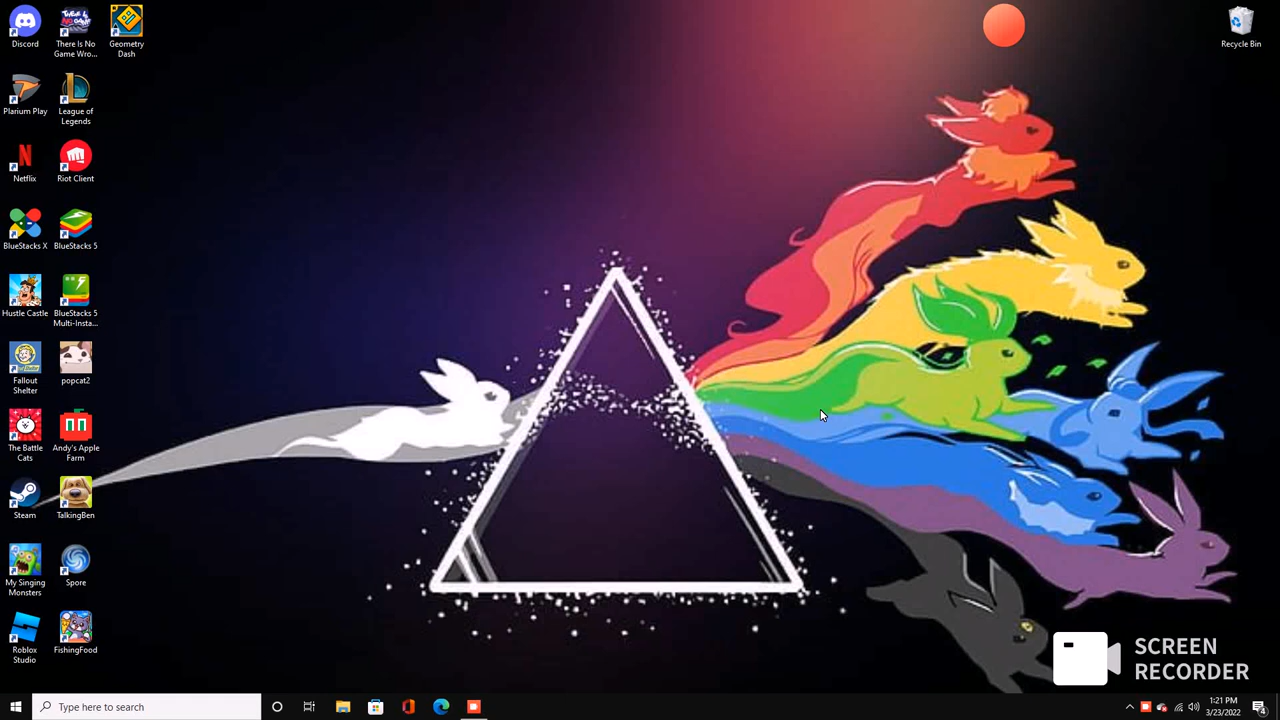 Discord
There Is No
Game Wro...
Geometry
Dash
Recycle Bin
Plarium Play
League of
Legends
Netflix
Riot Client
BlueStacks X
BlueStacks 5
Hustle Castle
BlueStacks 5
Multi-Insta...
Fallout
Shelter
popcat2
The Battle
Cats
Andy's Apple
Farm
Steam
TalkingBen
My Singing
Monsters
Spore
Roblox
Studio
FishingFood
SCREEN
RECORDER
Type here to search
1:21 PM
3/23/2022
4